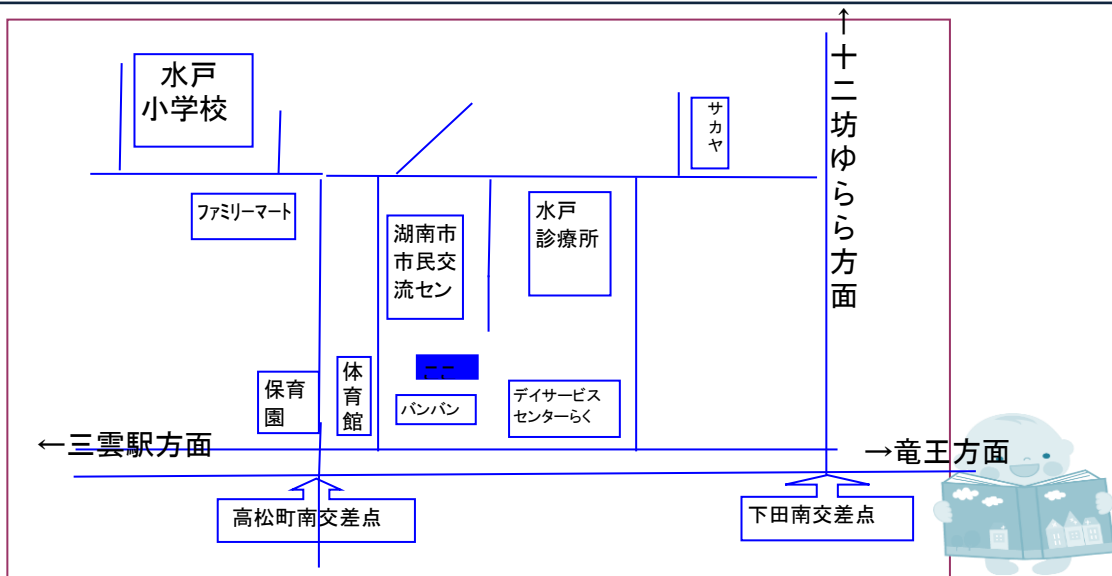 ↑十二坊ゆらら方面
水戸
小学校
サカヤ
ファミリーマート
湖南市
市民交
流セン
水戸
診療所
保育
園
体育館
バンバン
デイサービス
センターらく
←三雲駅方面
→竜王方面
高松町南交差点
下田南交差点